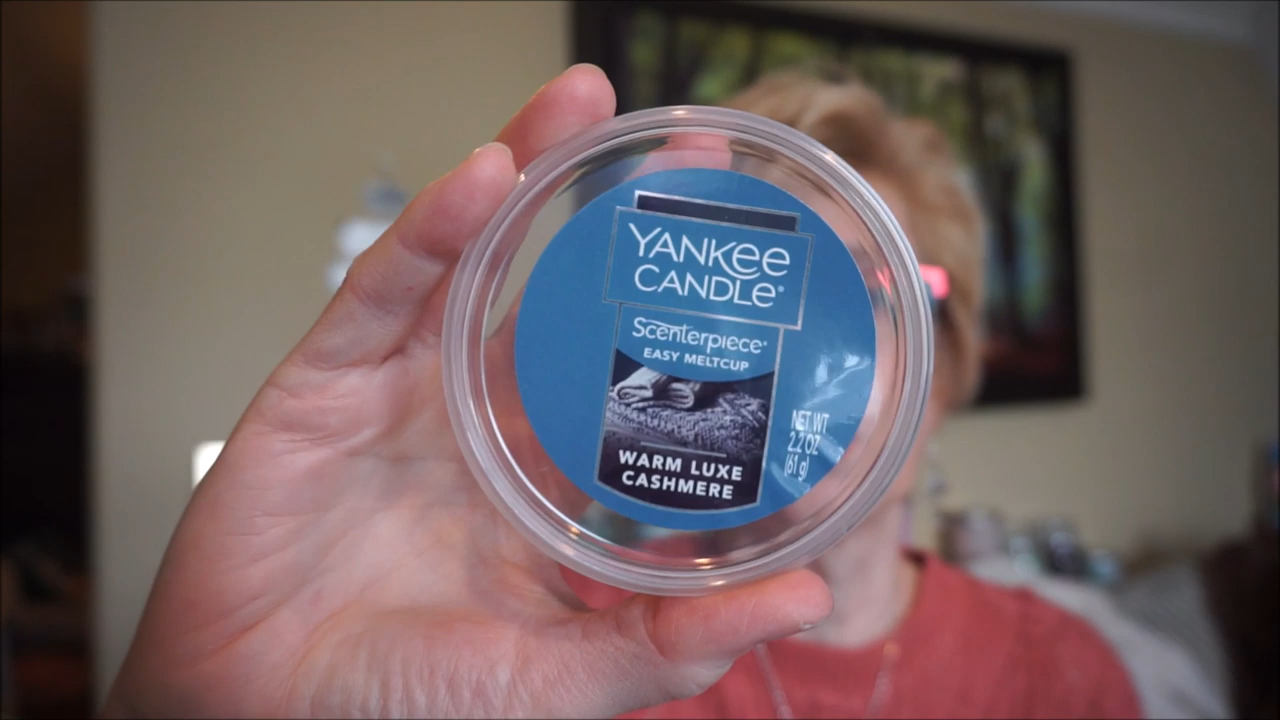 YANKEE
CANDLE®
Scenterpiece®
EASY MELTCUP
WARM LUXE
CASHMERE
NET WT
2.2 OZ
(61 g)